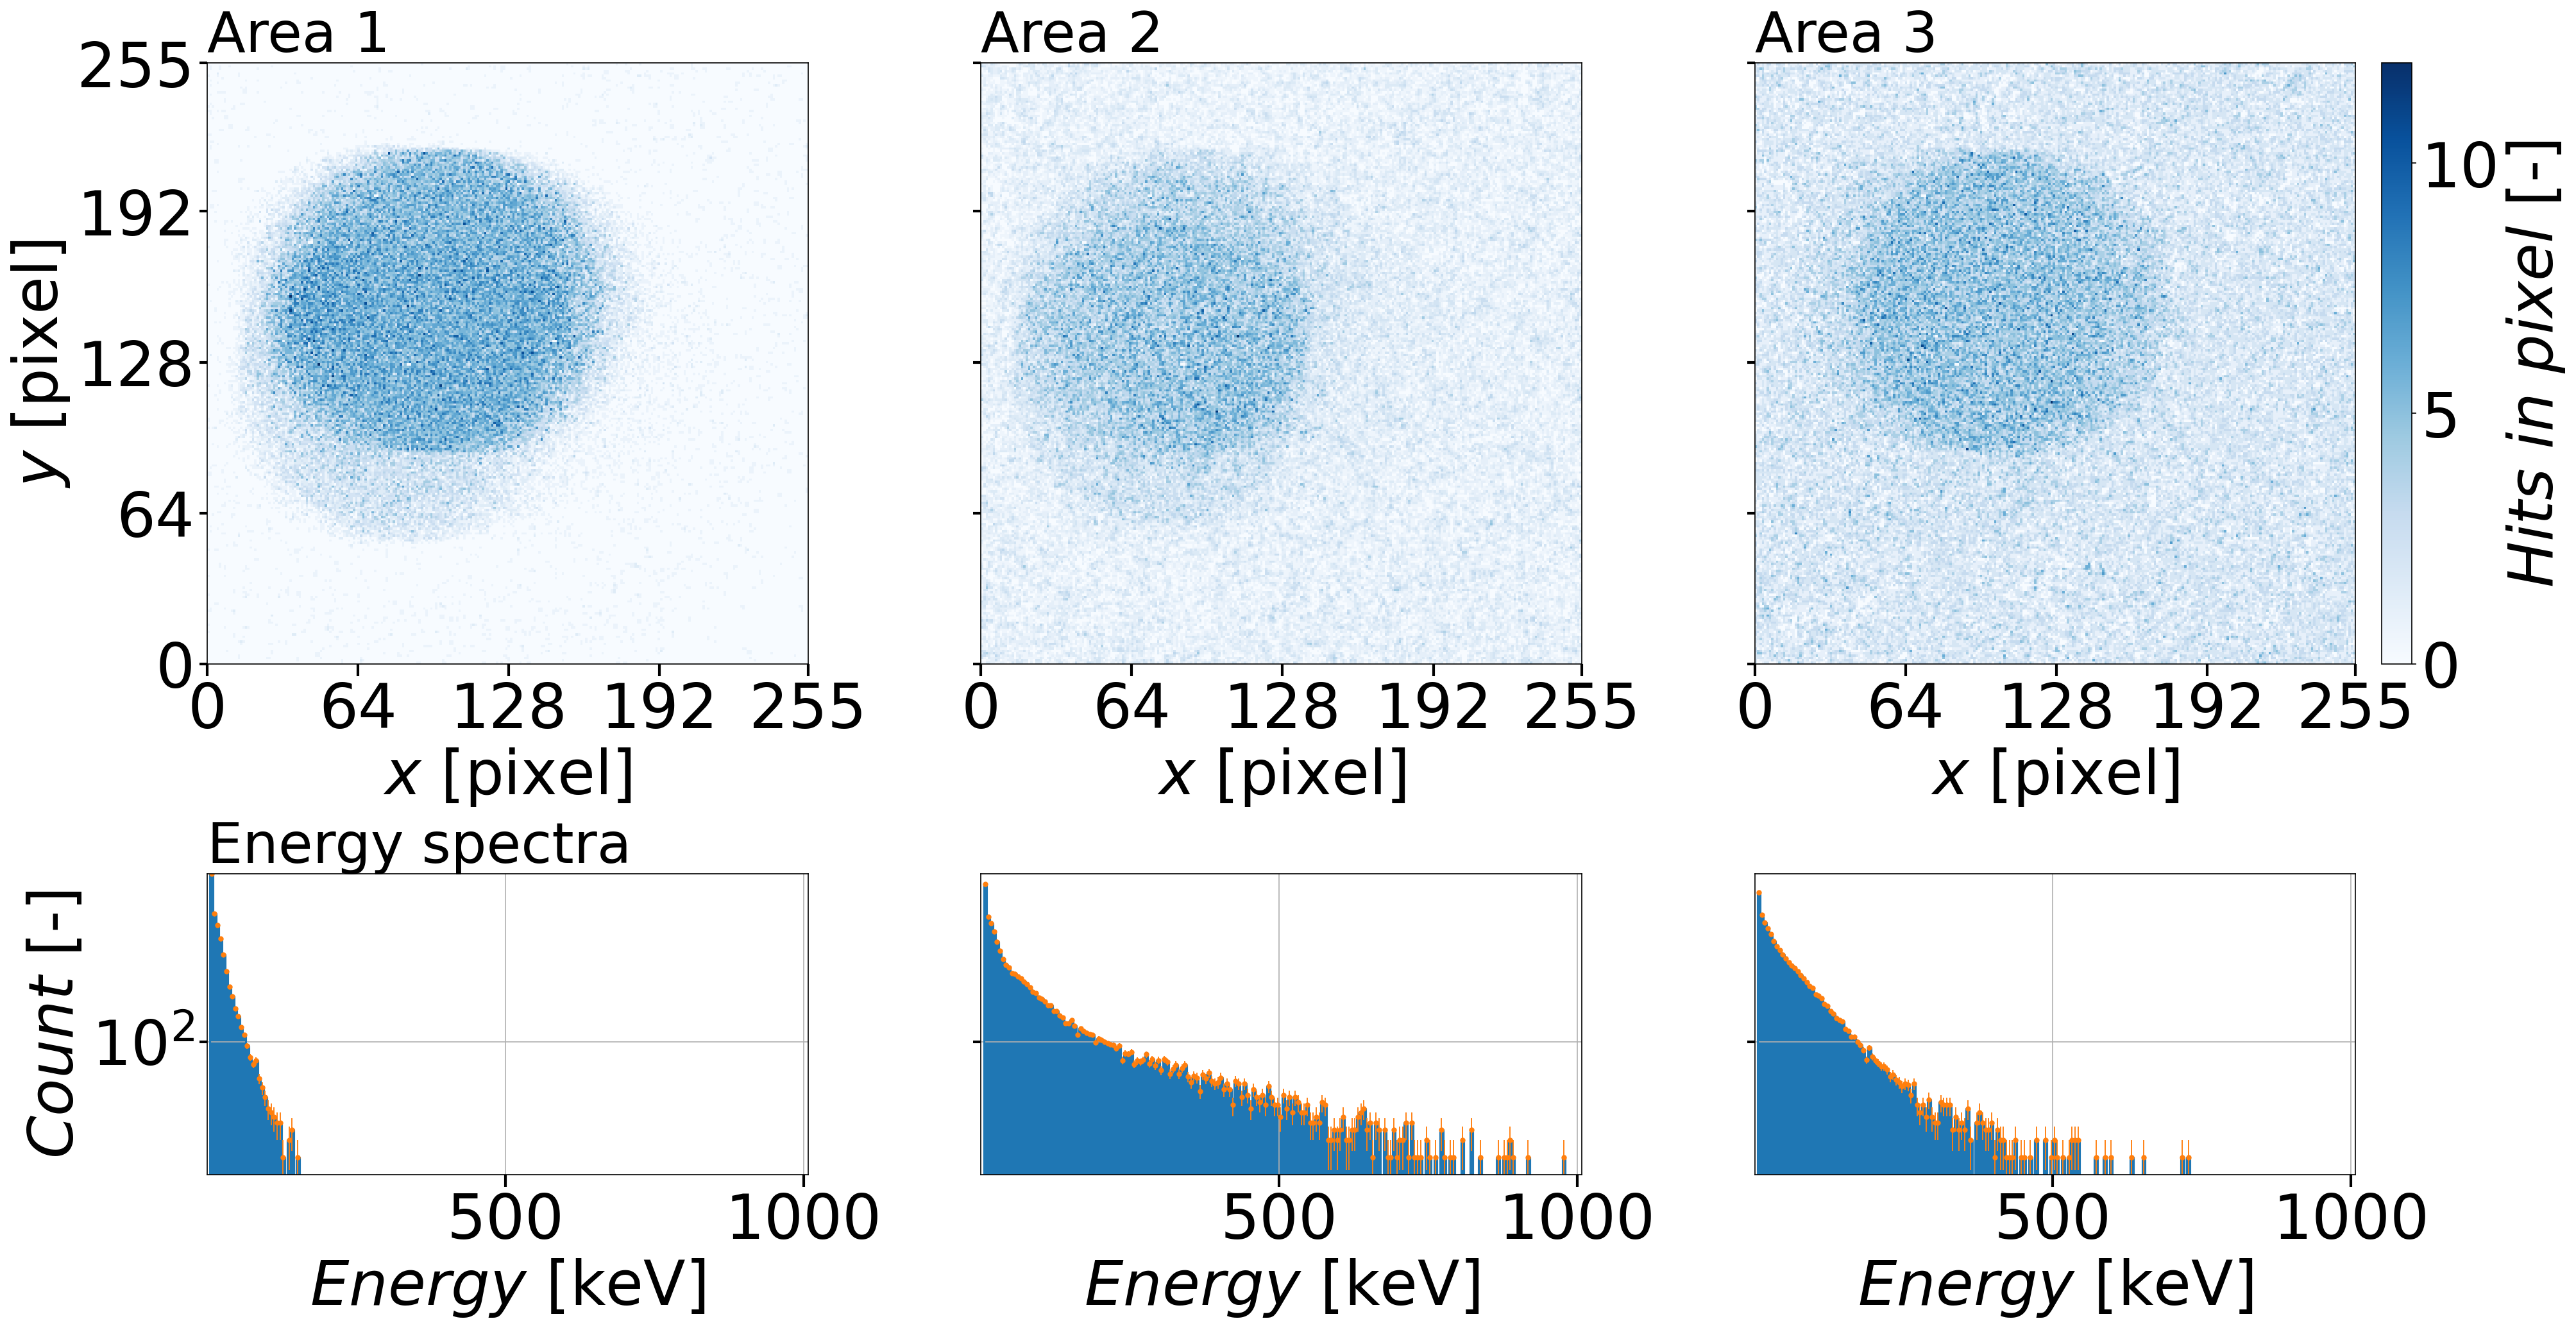 Area 1
Area 2
Area 3
255
192
128
64
0
y [pixel]
0 64 128 192 255
0 64 128 192 255
0 64 128 192 255
x [pixel]
x [pixel]
x [pixel]
10
5
0
Hits in pixel [-]
Energy spectra
Count [-]
10²
500 1000
500 1000
500 1000
Energy [keV]
Energy [keV]
Energy [keV]